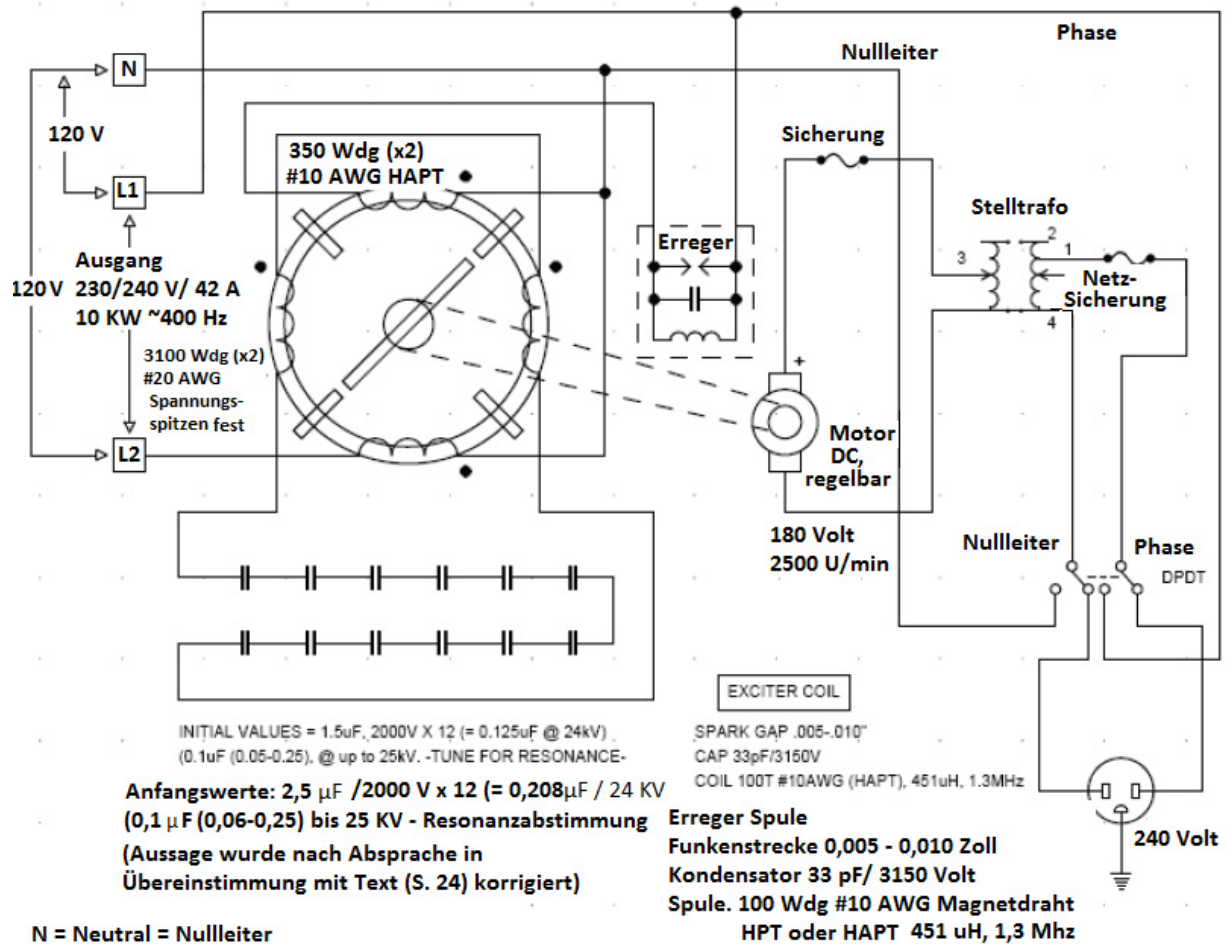 Phase
Nullleiter
N
120 V
Sicherung
350 Wdg (x2)
#10 AWG HAPT
L1
Stelltrafo
2
3
1
Erreger
Ausgang
120 V 230/240 V/ 42 A
10 KW ~400 Hz
Netz-
Sicherung
4
3100 Wdg (x2)
#20 AWG
Spannungs-
spitzen fest
+
L2
Motor
DC,
regelbar
180 Volt
2500 U/min
Nullleiter
Phase
DPDT
EXCITER COIL
INITIAL VALUES = 1.5uF, 2000V X 12 (= 0.125uF @ 24kV)
(0.1uF (0.05-0.25), @ up to 25kV. -TUNE FOR RESONANCE-
SPARK GAP .005-.010"
CAP 33pF/3150V
COIL 100T #10AWG (HAPT), 451uH, 1.3MHz
Anfangswerte: 2,5 µF /2000 V x 12 (= 0,208µF / 24 KV
(0,1 µF (0,06-0,25) bis 25 KV - Resonanzabstimmung
(Aussage wurde nach Absprache in
Übereinstimmung mit Text (S. 24) korrigiert)
Erreger Spule
Funkenstrecke 0,005 - 0,010 Zoll
Kondensator 33 pF/ 3150 Volt
Spule. 100 Wdg #10 AWG Magnetdraht
HPT oder HAPT 451 uH, 1,3 Mhz
240 Volt
N = Neutral = Nullleiter